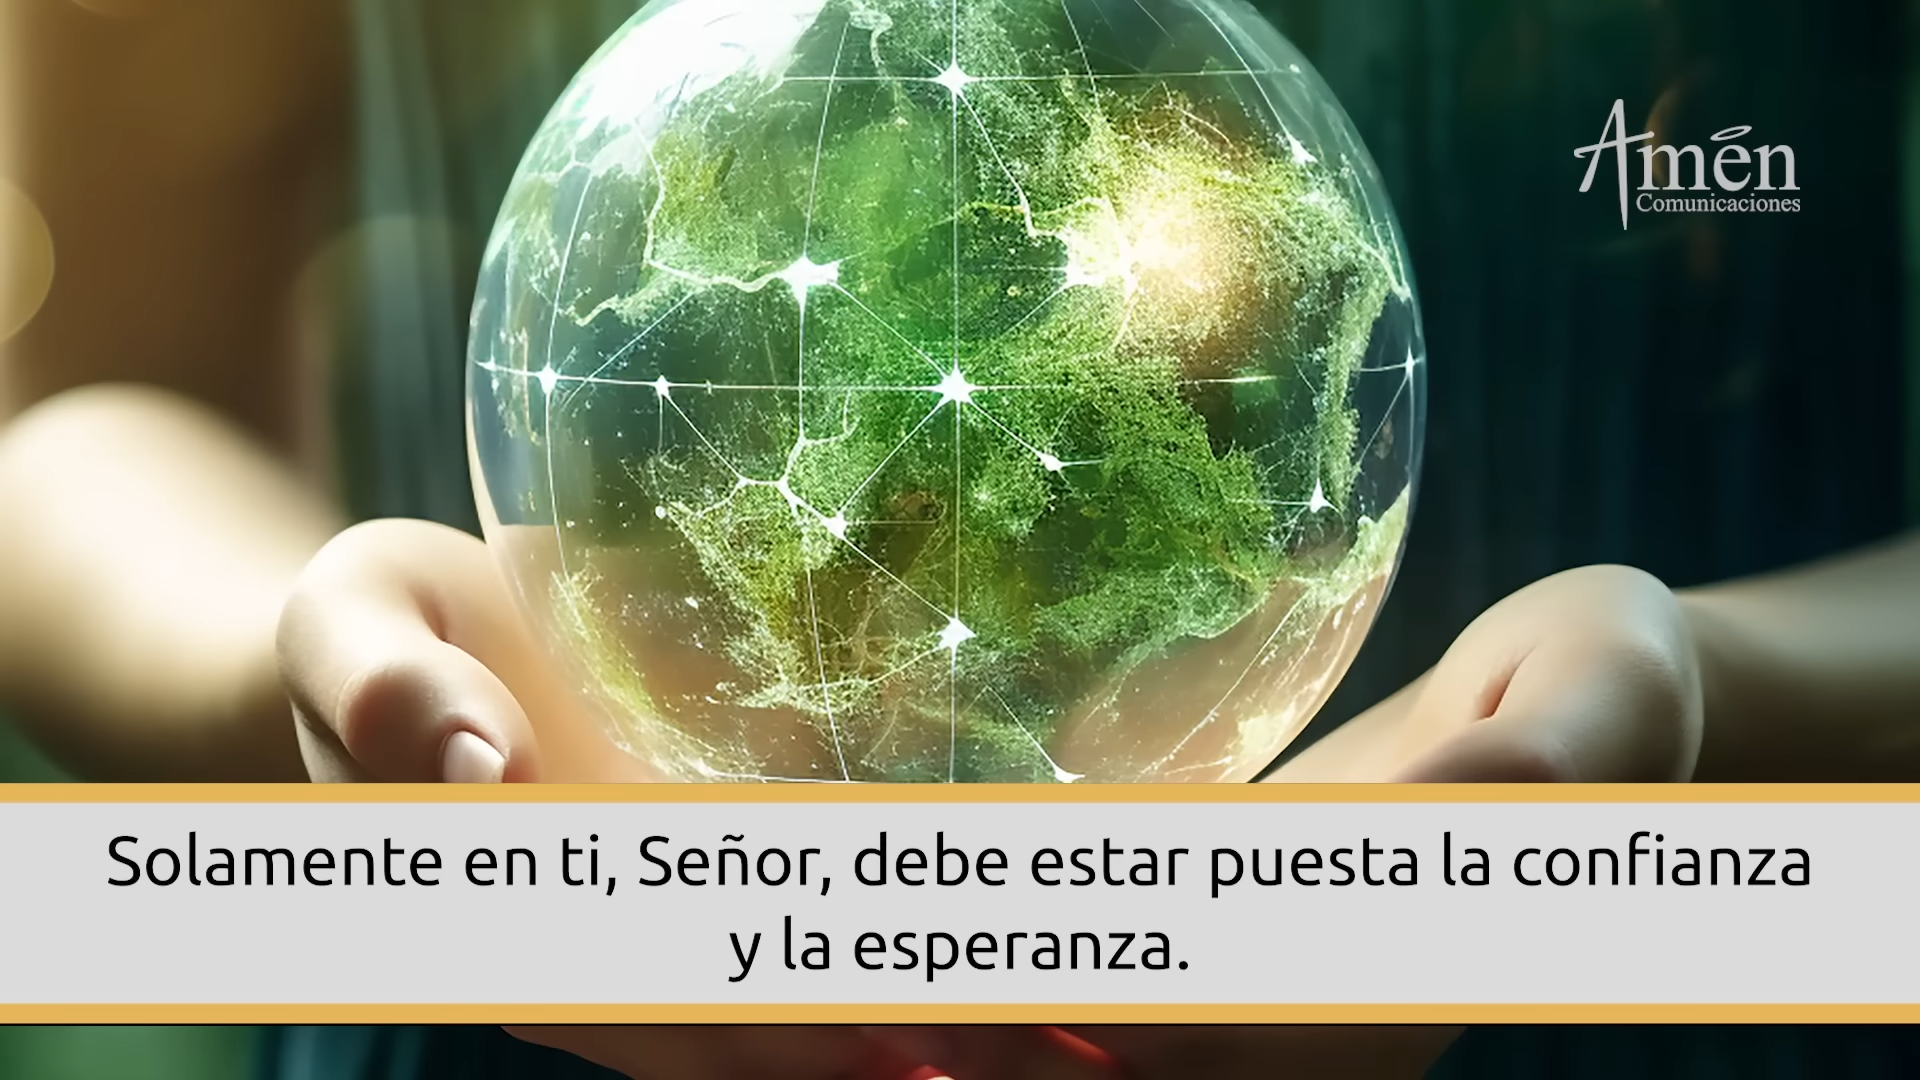 Amén
Comunicaciones
Solamente en ti, Señor, debe estar puesta la confianza
y la esperanza.